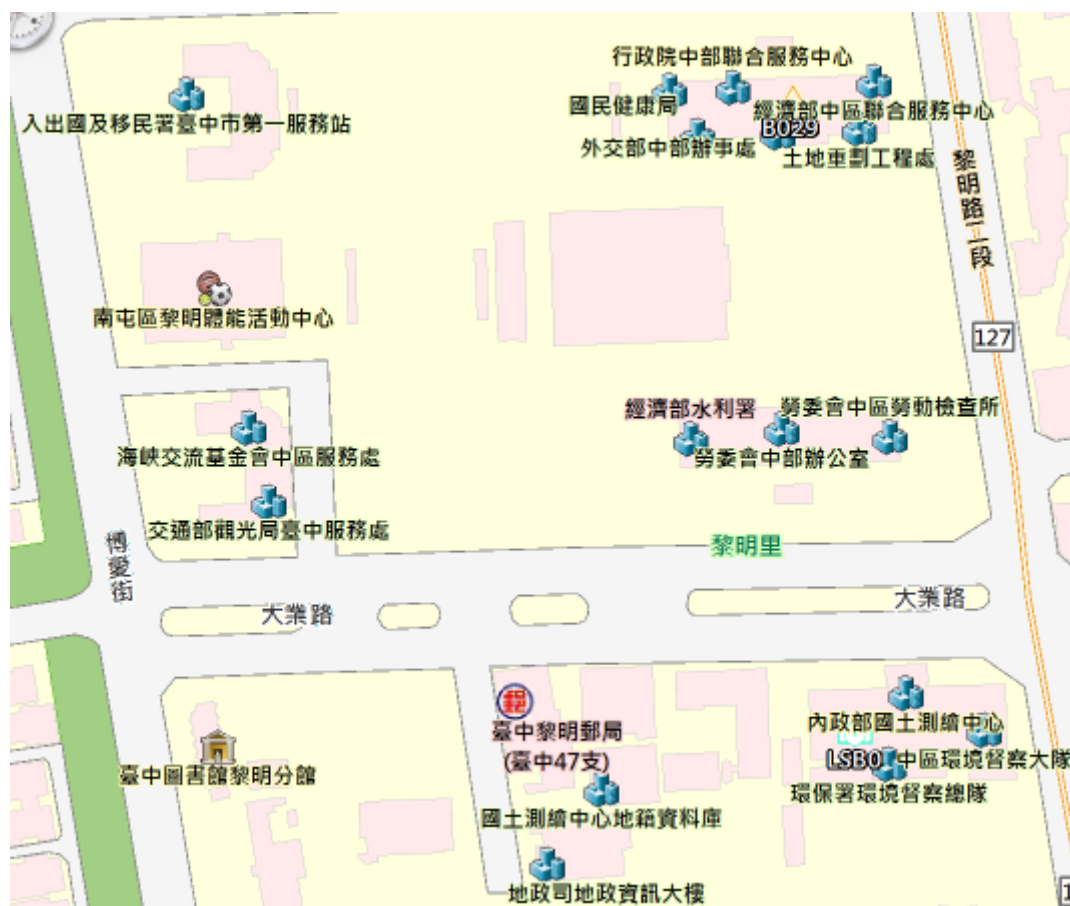 行政院中部聯合服務中心
國民健康局
入出國及移民署臺中市第一服務站
經濟部中區聯合服務中心
B029
外交部中部辦事處
土地重劃工程處
黎明路二段
南屯區黎明體能活動中心
127
經濟部水利署
勞委會中區勞動檢查所
海峽交流基金會中區服務處
勞委會中部辦公室
交通部觀光局臺中服務處
黎明里
博愛街
大業路
大業路
郵
臺中黎明郵局
(臺中47支)
內政部國土測繪中心
LSB0
中區環境督察大隊
臺中圖書館黎明分館
環保署環境督察總隊
國土測繪中心地籍資料庫
地政司地政資訊大樓